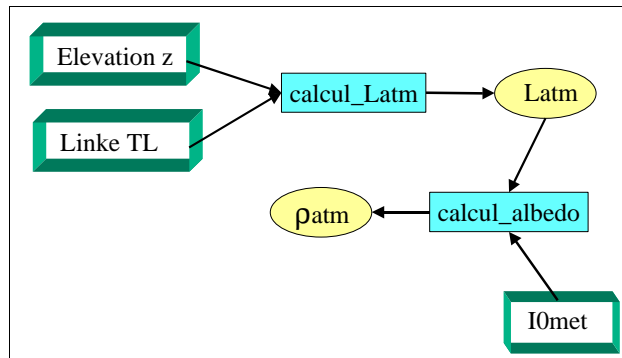 Elevation z
calcul_Latm
Latm
Linke TL
ρatm
calcul_albedo
I0met